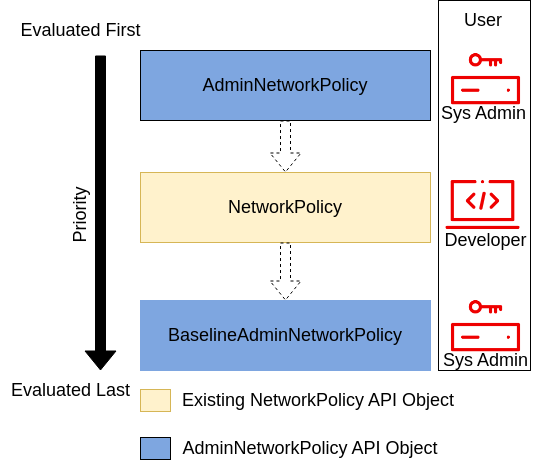 Evaluated First
User
AdminNetworkPolicy
Sys Admin
Priority
NetworkPolicy
Developer
BaselineAdminNetworkPolicy
Sys Admin
Evaluated Last
Existing NetworkPolicy API Object
AdminNetworkPolicy API Object